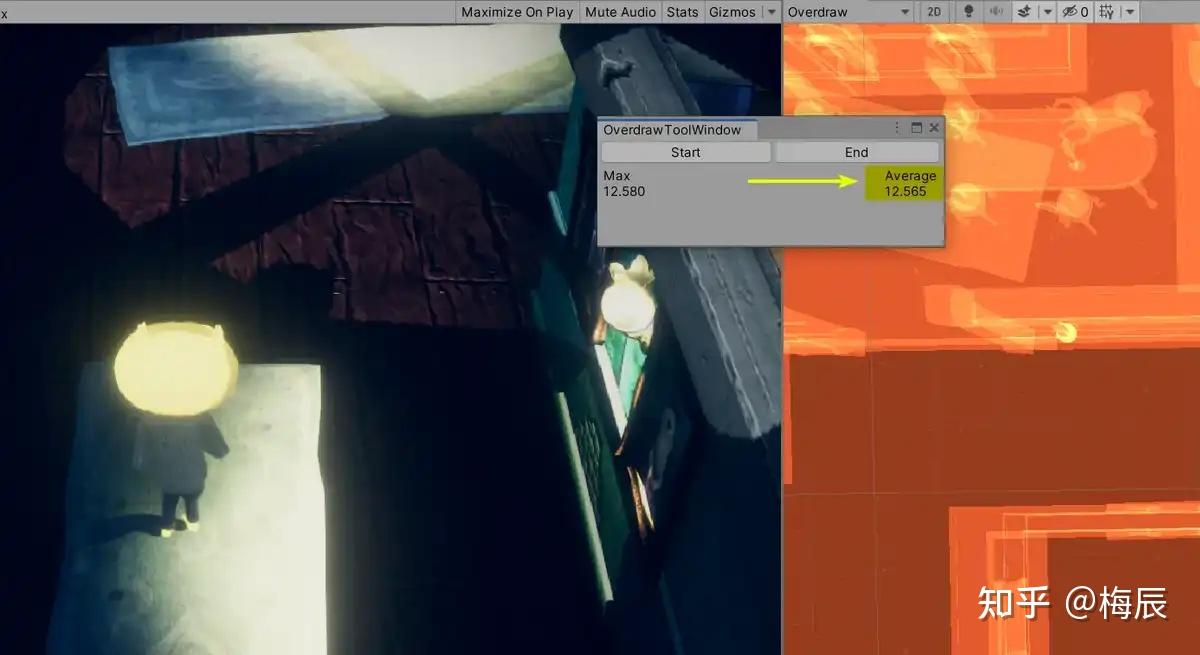 x
Maximize On Play Mute Audio Stats Gizmos
Overdraw 2D 0
OverdrawToolWindow
Start End
Max Average
12.580 12.565
知乎 @梅辰